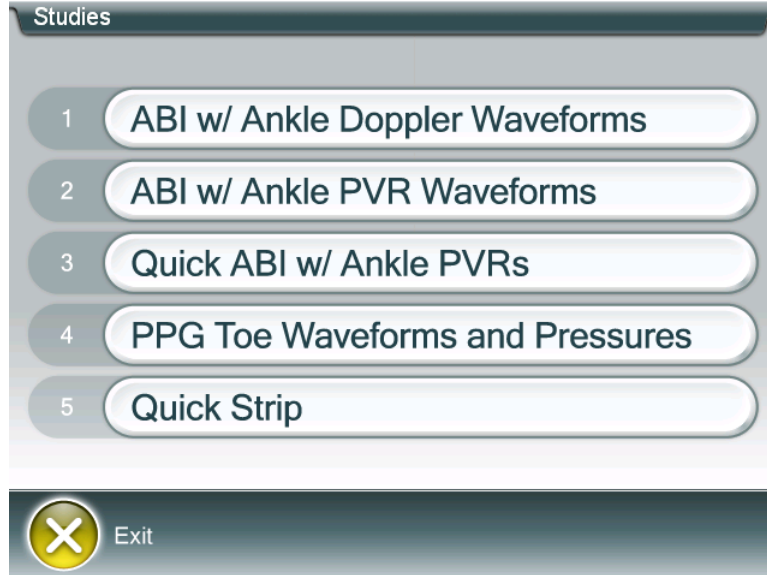 Studies
1 ABI w/ Ankle Doppler Waveforms
2 ABI w/ Ankle PVR Waveforms
3 Quick ABI w/ Ankle PVRs
4 PPG Toe Waveforms and Pressures
5 Quick Strip
Exit